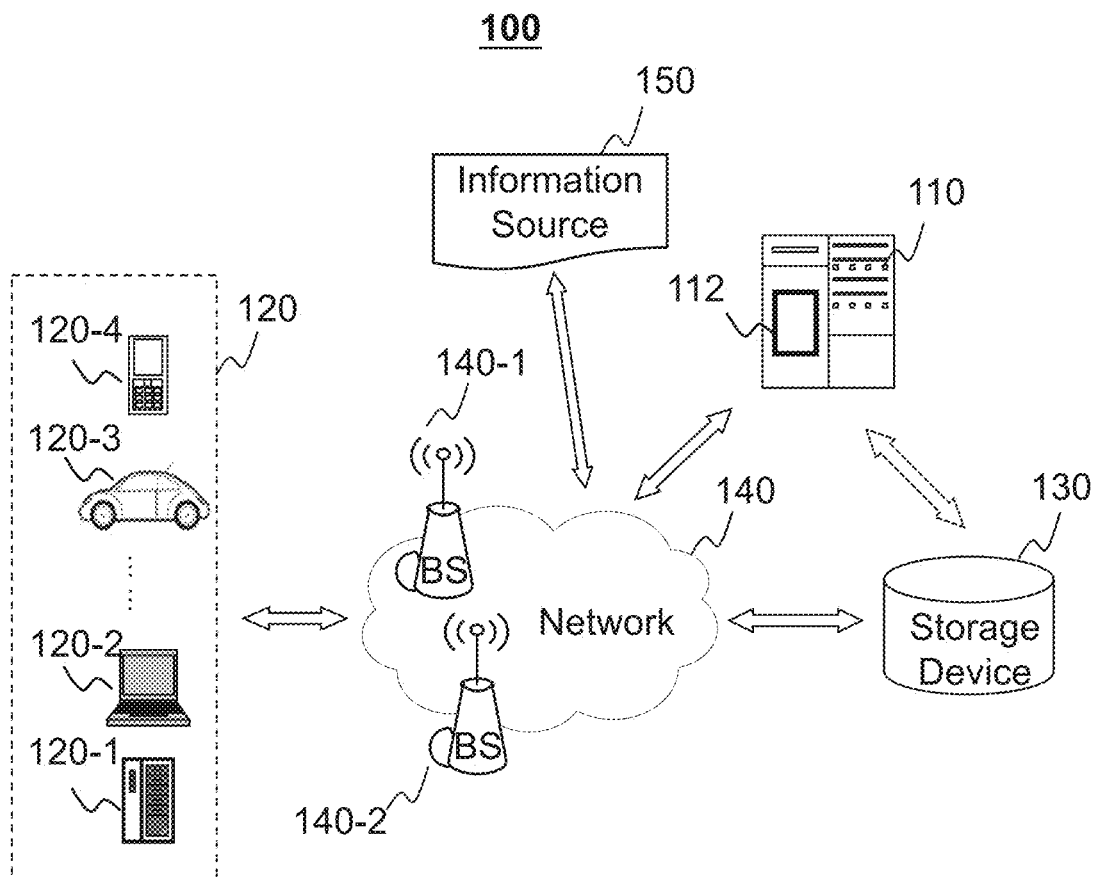 100
150
Information
Source
110
112
120
120-4
140-1
120-3
140
130
BS
Network
Storage
Device
120-2
BS
120-1
140-2